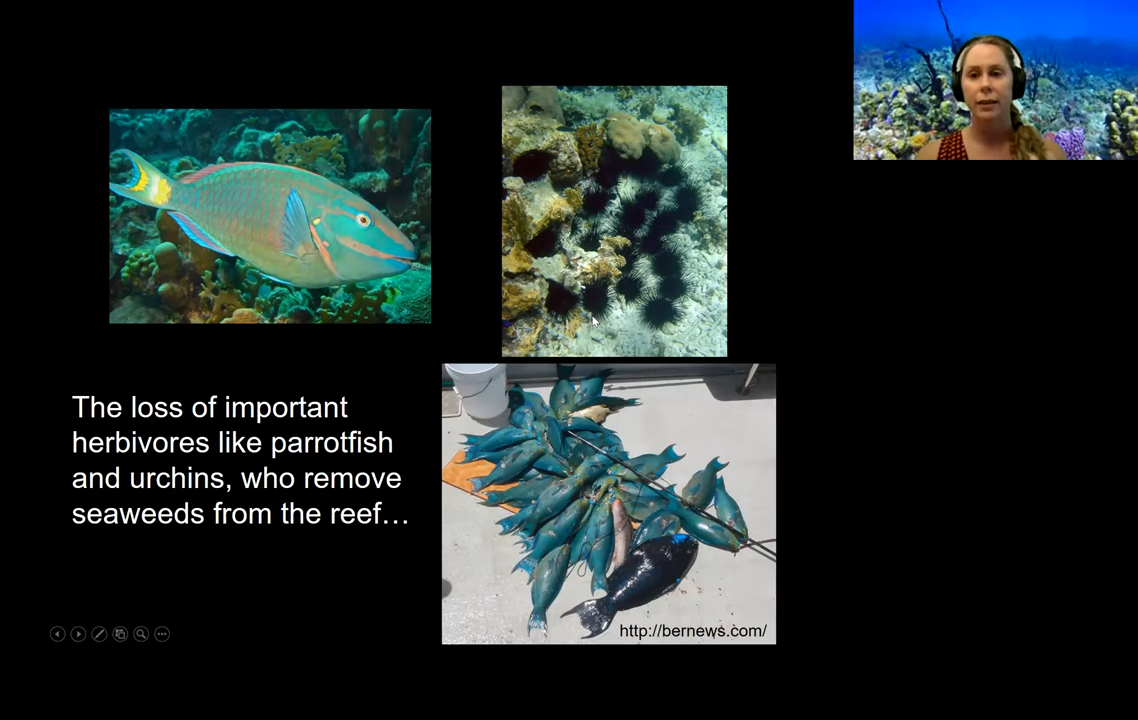 The loss of important
herbivores like parrotfish
and urchins, who remove
seaweeds from the reef…
http://bernews.com/